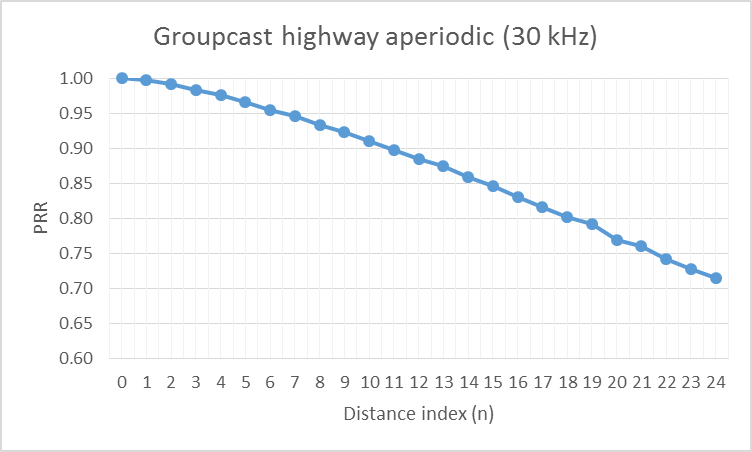 Groupcast highway aperiodic (30 kHz)
1.00
0.95
0.90
0.85
0.80
0.75
0.70
0.65
0.60
PRR
0 1 2 3 4 5 6 7 8 9 10 11 12 13 14 15 16 17 18 19 20 21 22 23 24
Distance index (n)